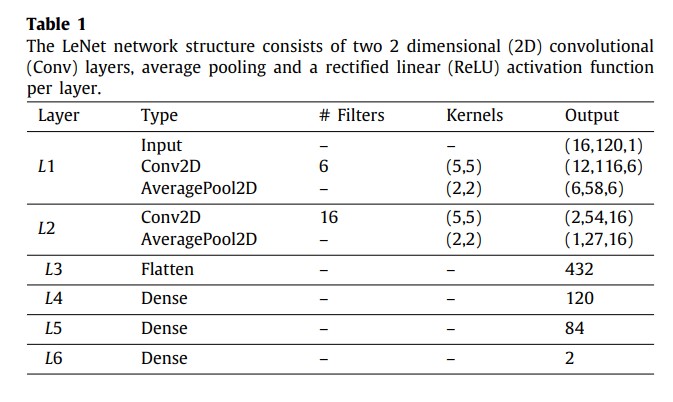 Table 1
The LeNet network structure consists of two 2 dimensional (2D) convolutional
(Conv) layers, average pooling and a rectified linear (ReLU) activation function
per layer.
Layer Type # Filters Kernels Output
Input – – (16,120,1)
L1 Conv2D 6 (5,5) (12,116,6)
AveragePool2D – (2,2) (6,58,6)
L2 Conv2D 16 (5,5) (2,54,16)
AveragePool2D – (2,2) (1,27,16)
L3 Flatten – – 432
L4 Dense – – 120
L5 Dense – – 84
L6 Dense – – 2